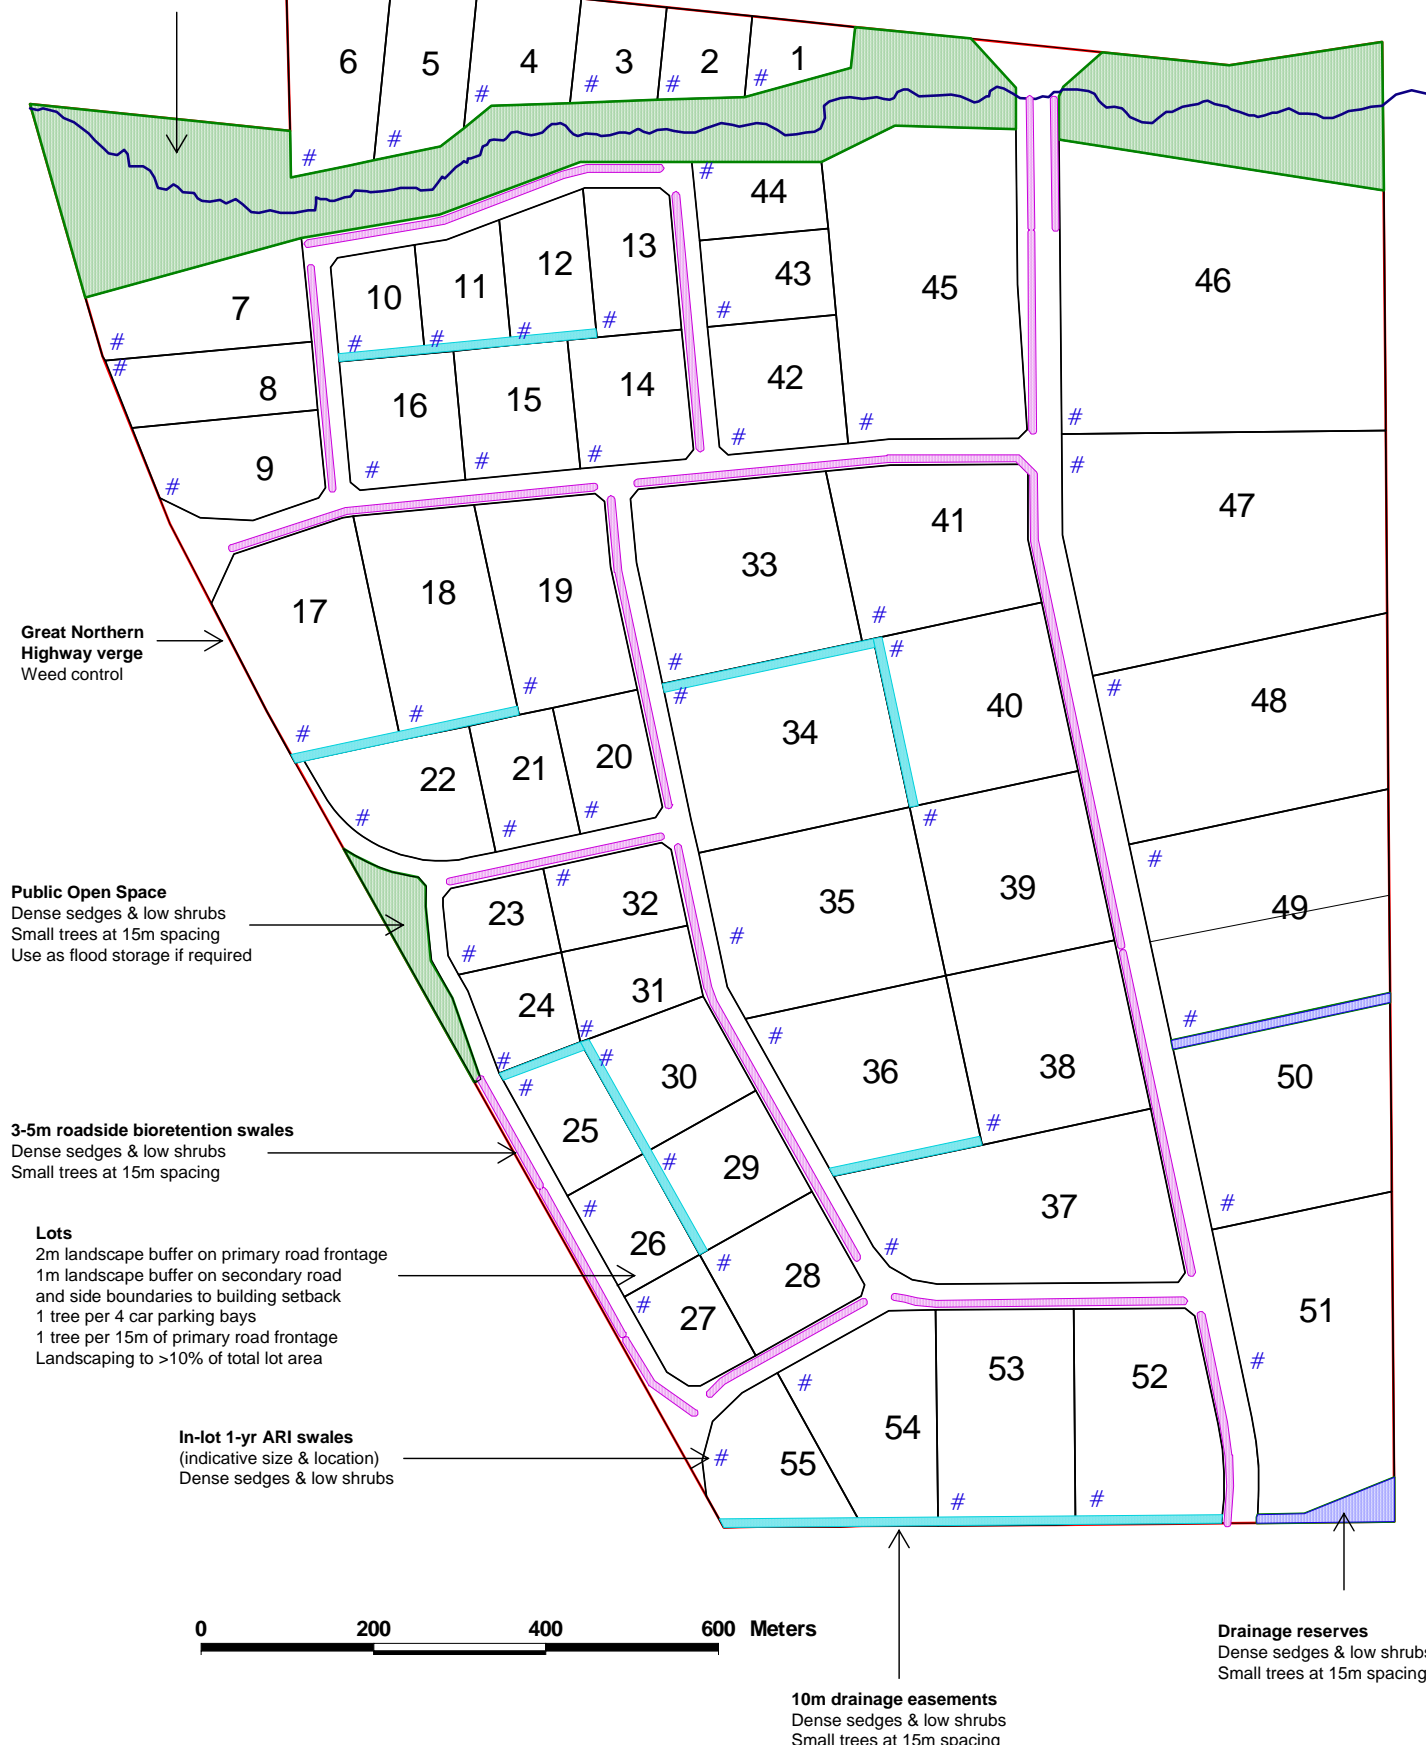 6 5 4 3 2 1
44
13
12
43
11
10
45
46
7
42
14
8
15
16
9
47
41
33
19
18
17
48
40
34
20
21
22
39
49
35
32
23
31
24
50
38
36
30
25
29
37
26
28
51
27
53
52
54
55
Great Northern
Highway verge
Weed control
Public Open Space
Dense sedges & low shrubs
Small trees at 15m spacing
Use as flood storage if required
3-5m roadside bioretention swales
Dense sedges & low shrubs
Small trees at 15m spacing
Lots
2m landscape buffer on primary road frontage
1m landscape buffer on secondary road
and side boundaries to building setback
1 tree per 4 car parking bays
1 tree per 15m of primary road frontage
Landscaping to >10% of total lot area
In-lot 1-yr ARI swales
(indicative size & location)
Dense sedges & low shrubs
0 200 400 600 Meters
Drainage reserves
Dense sedges & low shrubs
Small trees at 15m spacing
10m drainage easements
Dense sedges & low shrubs
Small trees at 15m spacing